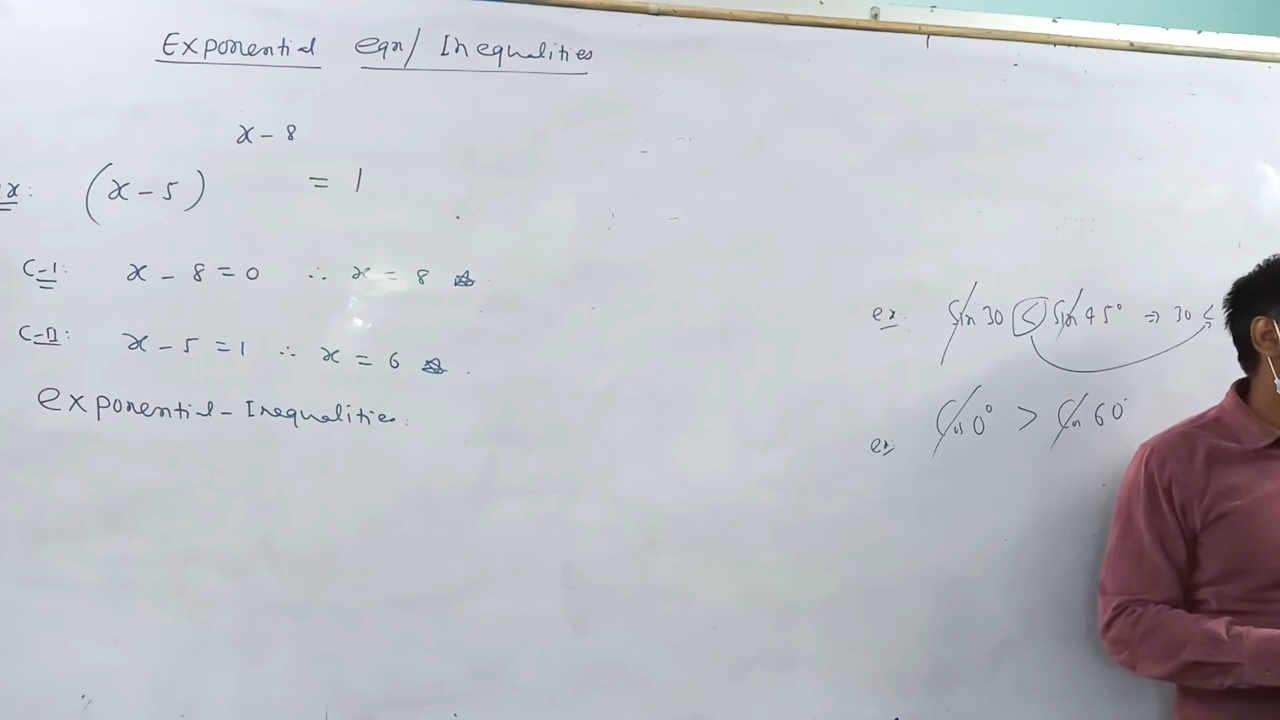 Exponential eqn/Inequalities
x - 8
x: (x - 5) = 1
C-I: x - 8 = 0 ∴ x = 8
C-II: x - 5 = 1 ∴ x = 6
exponential-Inequalities.
ex: Sin 30 < Sin 45° ⇒ 30 <
ex: Cos 0° > Cos 60°